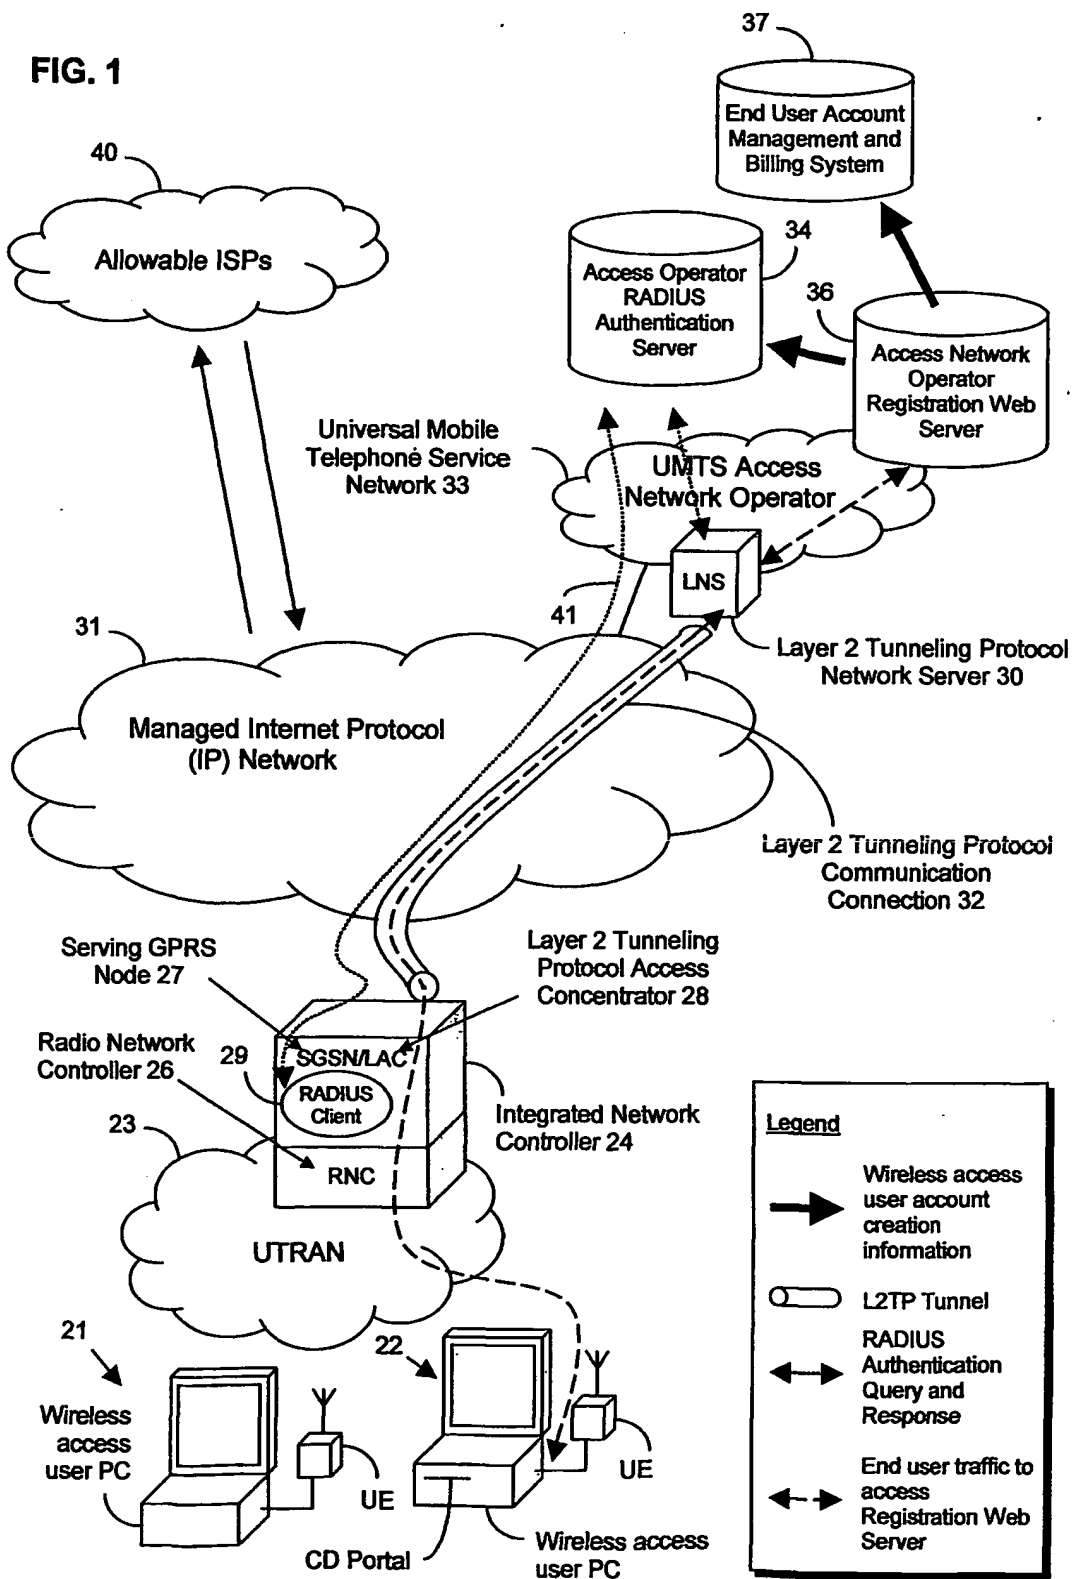 FIG. 1
37
End User Account
Management and
Billing System
40
Allowable ISPs
34
Access Operator
RADIUS
Authentication
Server
36
Access Network
Operator
Registration Web
Server
Universal Mobile
Telephone Service
Network 33
UMTS Access
Network Operator
LNS
41
Layer 2 Tunneling Protocol
Network Server 30
31
Managed Internet Protocol
(IP) Network
Layer 2 Tunneling Protocol
Communication
Connection 32
Serving GPRS
Node 27
Layer 2 Tunneling
Protocol Access
Concentrator 28
Radio Network
Controller 26
29
SGSN/LAC
RADIUS
Client
Integrated Network
Controller 24
23
RNC
UTRAN
21
22
Wireless
access
user PC
UE
UE
CD Portal
Wireless access
user PC
Legend
Wireless access
user account
creation
information
L2TP Tunnel
RADIUS
Authentication
Query and
Response
End user traffic to
access
Registration Web
Server